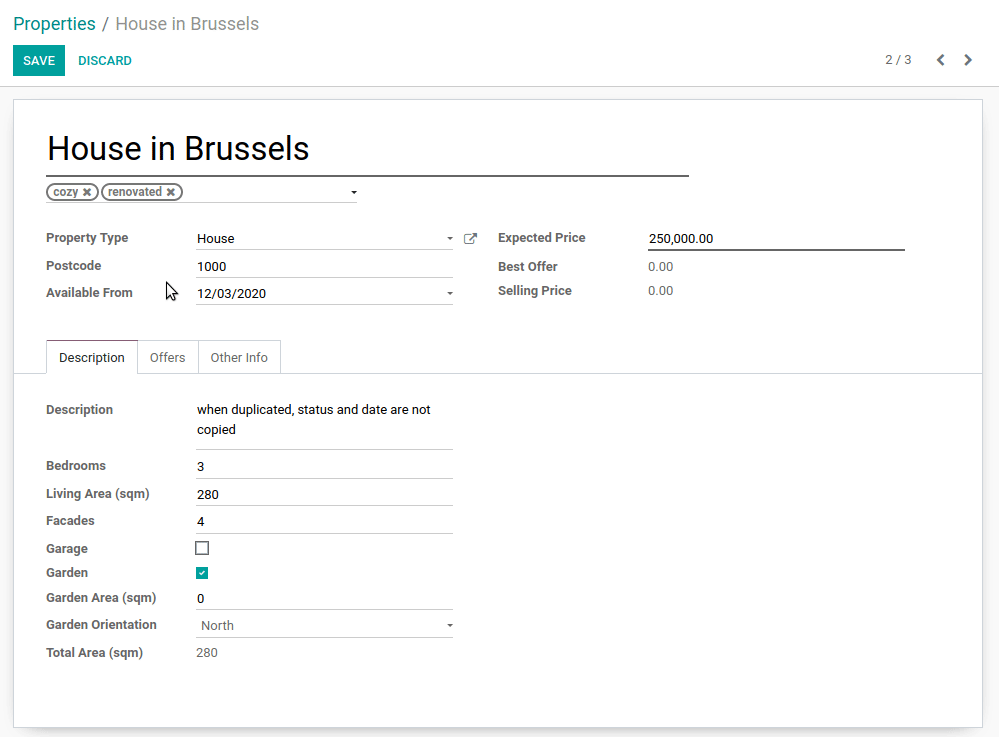 Properties / House in Brussels
SAVE DISCARD 2 / 3
House in Brussels
cozy renovated
Property Type House Expected Price 250,000.00
Postcode 1000 Best Offer 0.00
Available From 12/03/2020 Selling Price 0.00
Description Offers Other Info
Description when duplicated, status and date are not
copied
Bedrooms 3
Living Area (sqm) 280
Facades 4
Garage
Garden
Garden Area (sqm) 0
Garden Orientation North
Total Area (sqm) 280